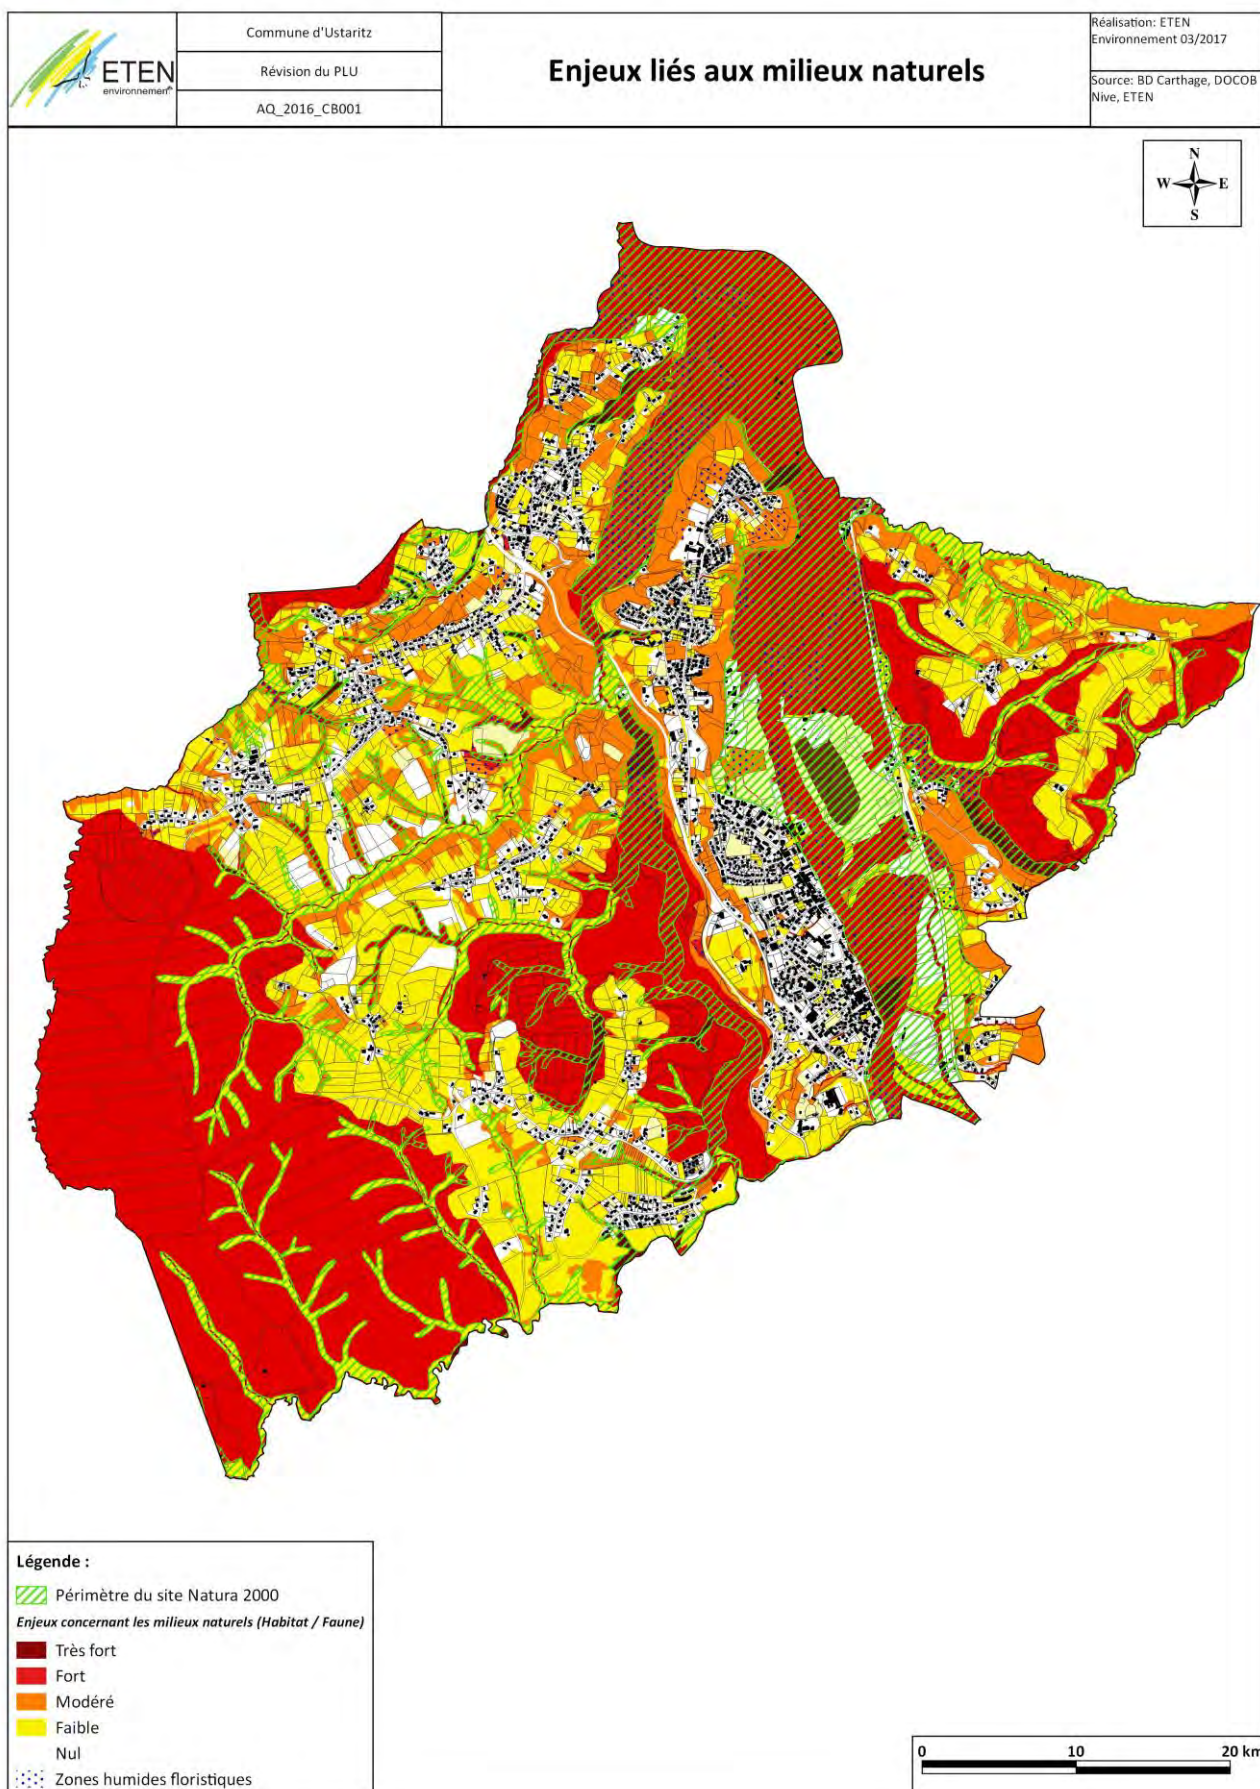 ETEN
environnement
Commune d'Ustaritz
Révision du PLU
AQ_2016_CB001
Enjeux liés aux milieux naturels
Réalisation: ETEN
Environnement 03/2017
Source: BD Carthage, DOCOB
Nive, ETEN
N
W E
S
Légende :
Périmètre du site Natura 2000
Enjeux concernant les milieux naturels (Habitat / Faune)
Très fort
Fort
Modéré
Faible
Nul
Zones humides floristiques
0 10 20 km